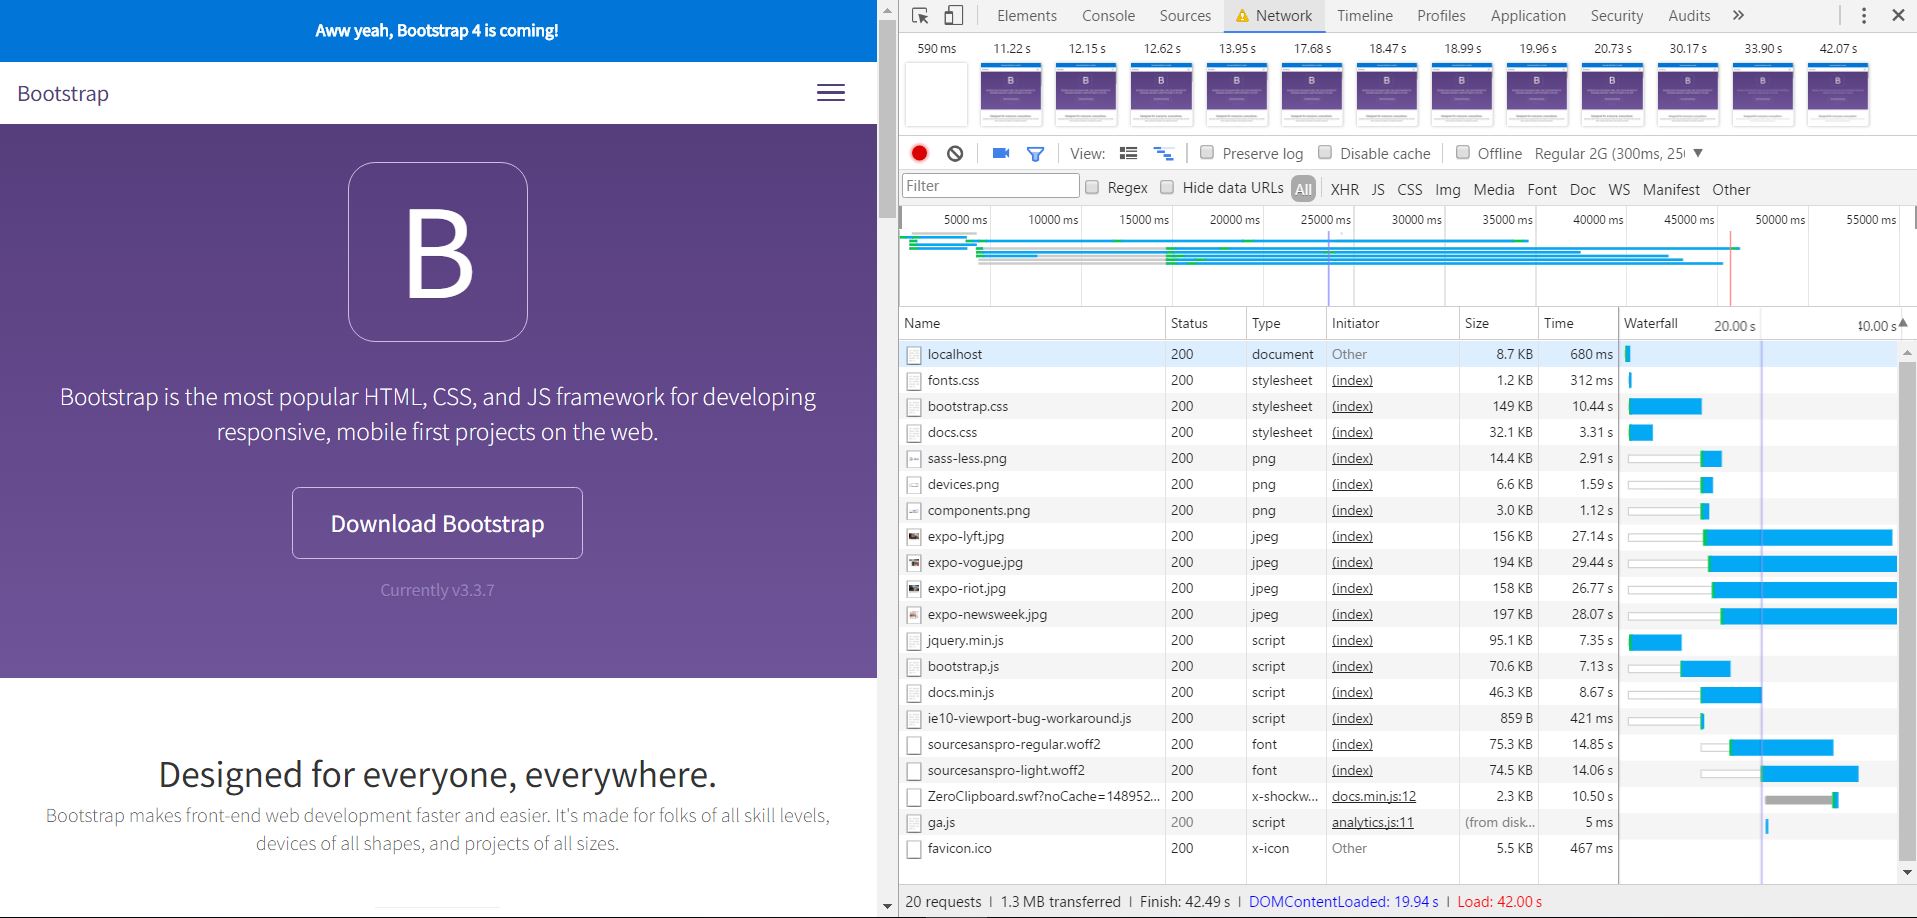 Aww yeah, Bootstrap 4 is coming!
Bootstrap
B
Bootstrap is the most popular HTML, CSS, and JS framework for developing
responsive, mobile first projects on the web.
Download Bootstrap
Currently v3.3.7
Designed for everyone, everywhere.
Bootstrap makes front-end web development faster and easier. It's made for folks of all skill levels,
devices of all shapes, and projects of all sizes.
Elements Console Sources Network Timeline Profiles Application Security Audits »
590 ms 11.22 s 12.15 s 12.62 s 13.95 s 17.68 s 18.47 s 18.99 s 19.96 s 20.73 s 30.17 s 33.90 s 42.07 s
View: Preserve log Disable cache Offline Regular 2G (300ms, 25
Filter Regex Hide data URLs All XHR JS CSS Img Media Font Doc WS Manifest Other
5000 ms 10000 ms 15000 ms 20000 ms 25000 ms 30000 ms 35000 ms 40000 ms 45000 ms 50000 ms 55000 ms
Name Status Type Initiator Size Time Waterfall 20.00 s 40.00 s
localhost 200 document Other 8.7 KB 680 ms
fonts.css 200 stylesheet (index) 1.2 KB 312 ms
bootstrap.css 200 stylesheet (index) 149 KB 10.44 s
docs.css 200 stylesheet (index) 32.1 KB 3.31 s
sass-less.png 200 png (index) 14.4 KB 2.91 s
devices.png 200 png (index) 6.6 KB 1.59 s
components.png 200 png (index) 3.0 KB 1.12 s
expo-lyft.jpg 200 jpeg (index) 156 KB 27.14 s
expo-vogue.jpg 200 jpeg (index) 194 KB 29.44 s
expo-riot.jpg 200 jpeg (index) 158 KB 26.77 s
expo-newsweek.jpg 200 jpeg (index) 197 KB 28.07 s
jquery.min.js 200 script (index) 95.1 KB 7.35 s
bootstrap.js 200 script (index) 70.6 KB 7.13 s
docs.min.js 200 script (index) 46.3 KB 8.67 s
ie10-viewport-bug-workaround.js 200 script (index) 859 B 421 ms
sourcesanspro-regular.woff2 200 font (index) 75.3 KB 14.85 s
sourcesanspro-light.woff2 200 font (index) 74.5 KB 14.06 s
ZeroClipboard.swf?noCache=148952... 200 x-shockw... docs.min.js:12 2.3 KB 10.50 s
ga.js 200 script analytics.js:11 (from disk... 5 ms
favicon.ico 200 x-icon Other 5.5 KB 467 ms
20 requests | 1.3 MB transferred | Finish: 42.49 s | DOMContentLoaded: 19.94 s | Load: 42.00 s